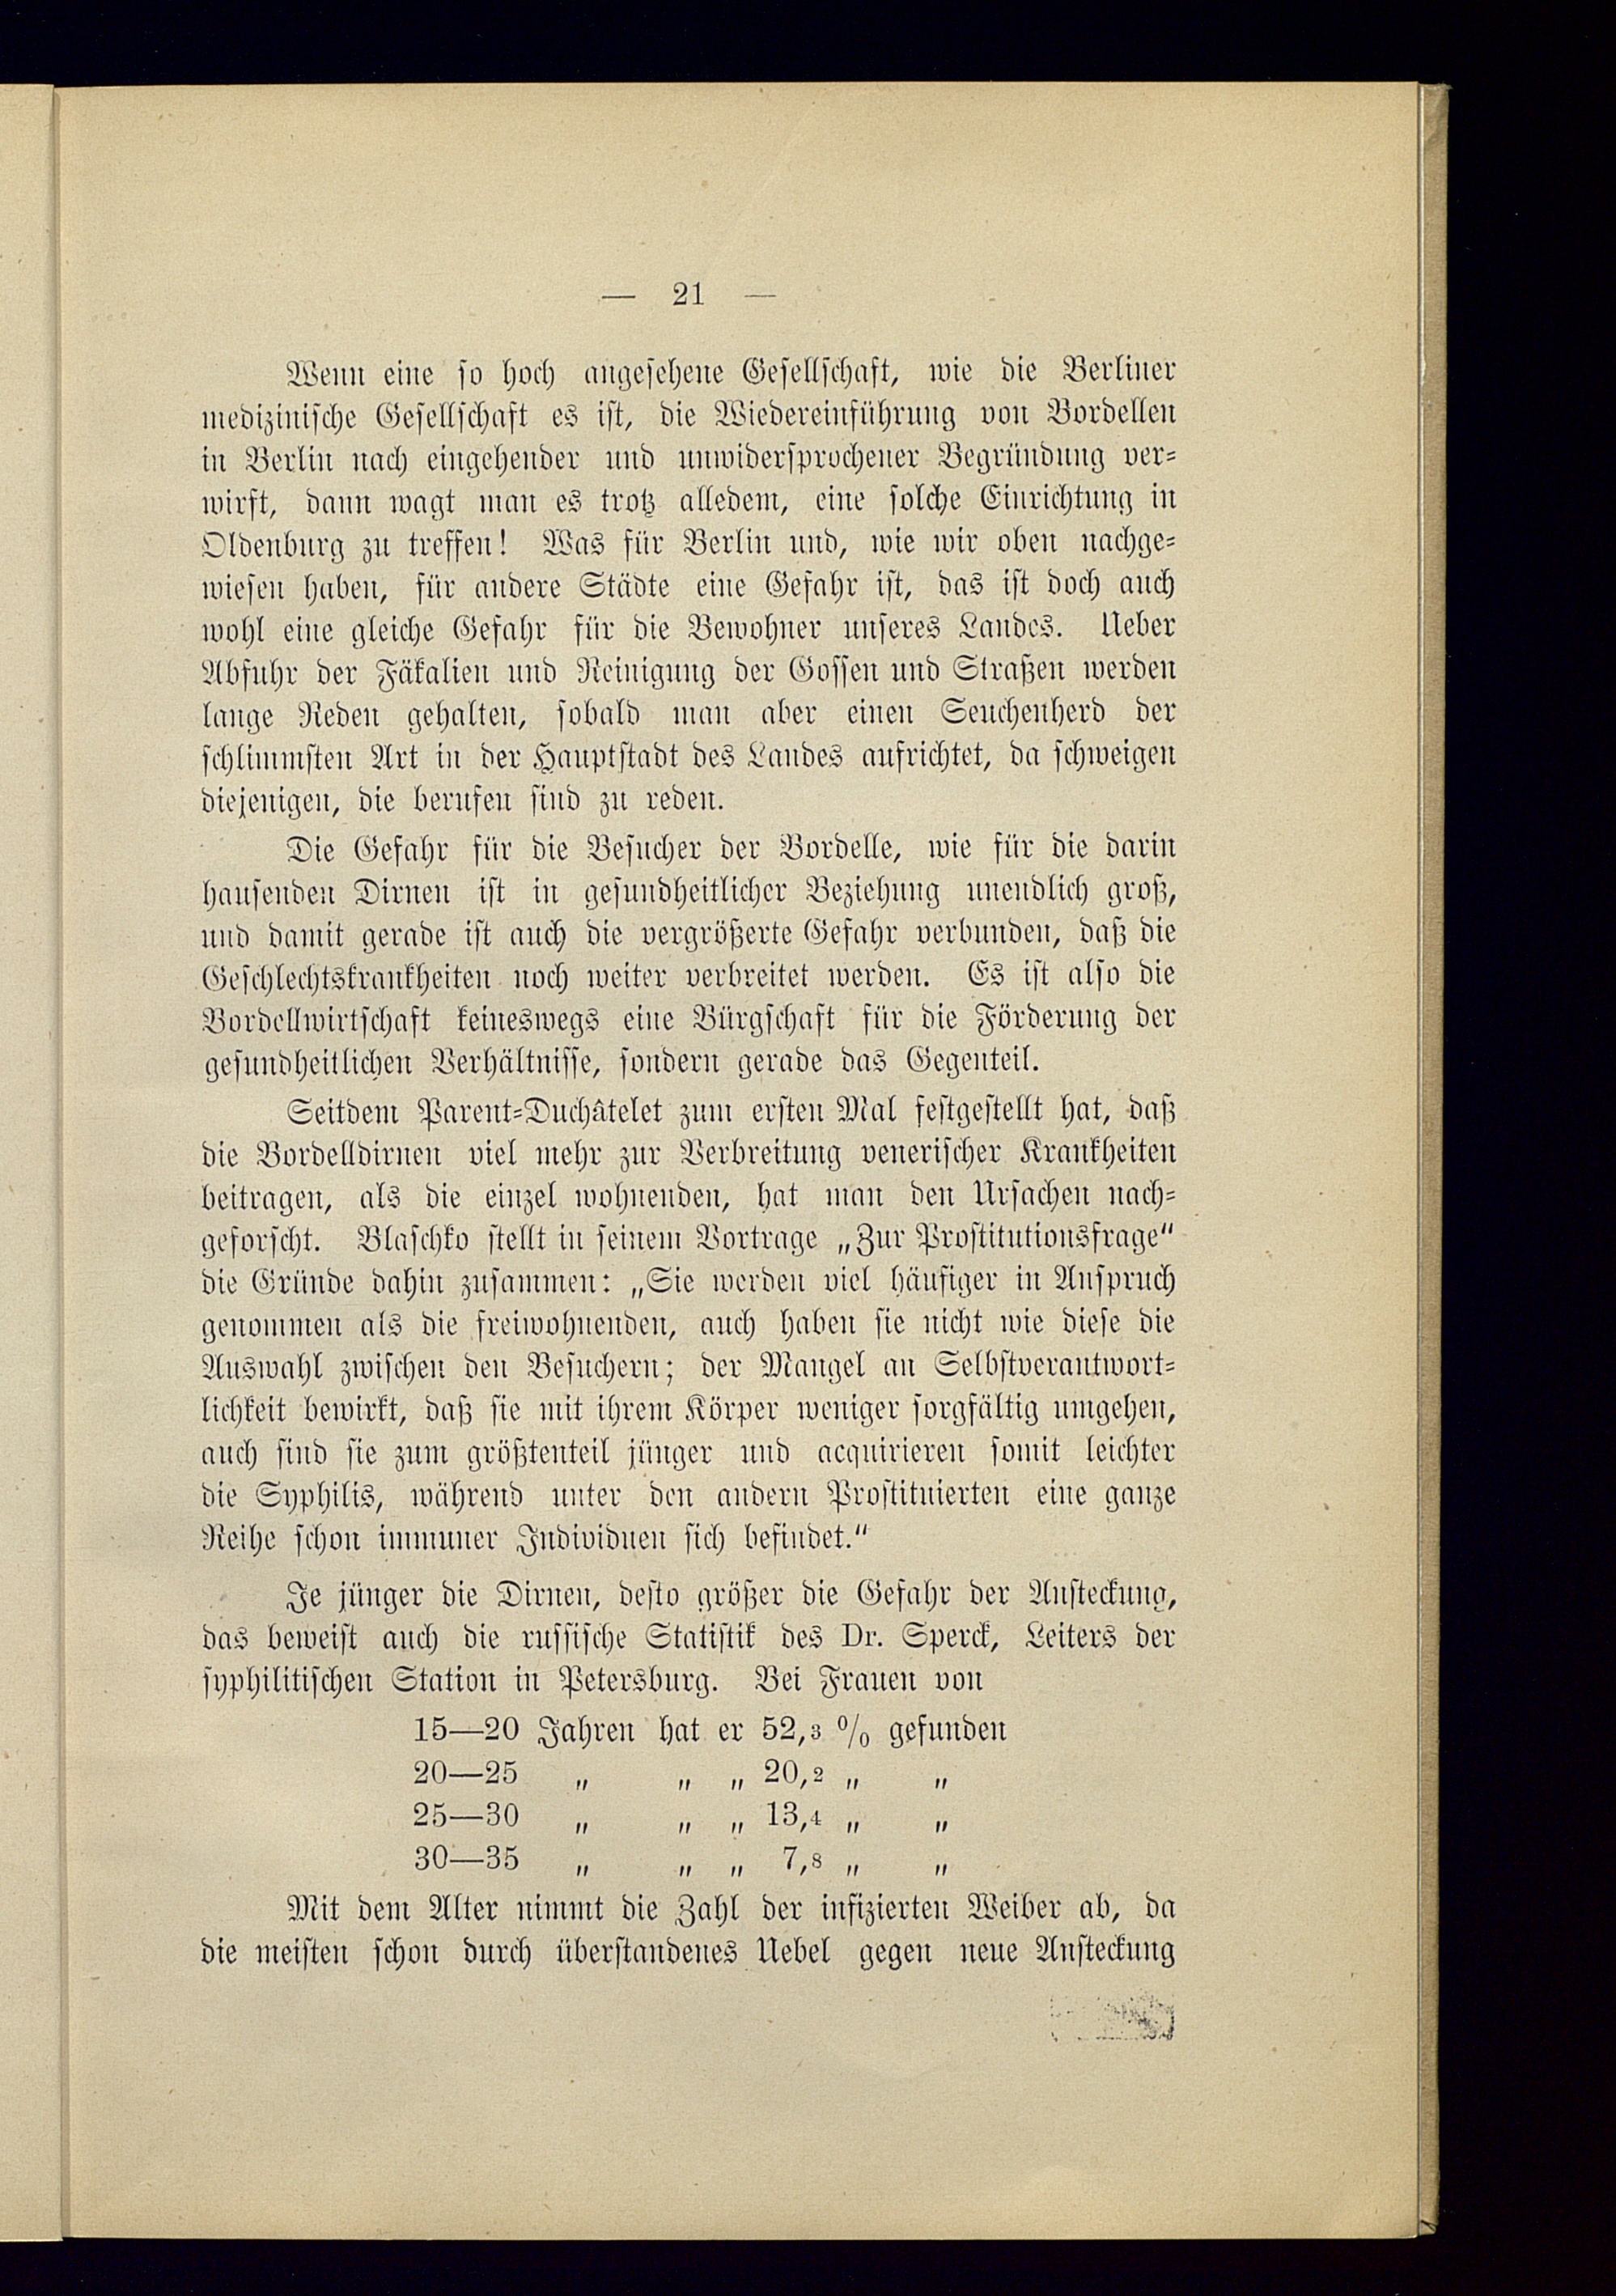 — 21 —
Wenn eine so hoch angesehene Gesellschaft, wie die Berliner
medizinische Gesellschaft es ist, die Wiedereinführung von Bordellen
in Berlin nach eingehender und unwidersprochener Begründung ver-
wirft, dann wagt man es trotz alledem, eine solche Einrichtung in
Oldenburg zu treffen! Was für Berlin und, wie wir oben nachge-
wiesen haben, für andere Städte eine Gefahr ist, das ist doch auch
wohl eine gleiche Gefahr für die Bewohner unseres Landes. Ueber
Abfuhr der Fäkalien und Reinigung der Gossen und Straßen werden
lange Reden gehalten, sobald man aber einen Seuchenherd der
schlimmsten Art in der Hauptstadt des Landes aufrichtet, da schweigen
diejenigen, die berufen sind zu reden.
Die Gefahr für die Besucher der Bordelle, wie für die darin
hausenden Dirnen ist in gesundheitlicher Beziehung unendlich groß,
und damit gerade ist auch die vergrößerte Gefahr verbunden, daß die
Geschlechtskrankheiten noch weiter verbreitet werden. Es ist also die
Bordellwirtschaft keineswegs eine Bürgschaft für die Förderung der
gesundheitlichen Verhältnisse, sondern gerade das Gegenteil.
Seitdem Parent-Duchâtelet zum ersten Mal festgestellt hat, daß
die Bordelldirnen viel mehr zur Verbreitung venerischer Krankheiten
beitragen, als die einzel wohnenden, hat man den Ursachen nach-
geforscht. Blaschko stellt in seinem Vortrage „Zur Prostitutionsfrage“
die Gründe dahin zusammen: „Sie werden viel häufiger in Anspruch
genommen als die freiwohnenden, auch haben sie nicht wie diese die
Auswahl zwischen den Besuchern; der Mangel an Selbstverantwort-
lichkeit bewirkt, daß sie mit ihrem Körper weniger sorgfältig umgehen,
auch sind sie zum größtenteil jünger und acquirieren somit leichter
die Syphilis, während unter den andern Prostituierten eine ganze
Reihe schon immuner Individuen sich befindet.“
Je jünger die Dirnen, desto größer die Gefahr der Ansteckung,
das beweist auch die russische Statistik des Dr. Sperck, Leiters der
syphilitischen Station in Petersburg. Bei Frauen von
15—20 Jahren hat er 52,3 % gefunden
20—25 „ „ „ 20,2 „ „
25—30 „ „ „ 13,4 „ „
30—35 „ „ „ 7,8 „ „
Mit dem Alter nimmt die Zahl der infizierten Weiber ab, da
die meisten schon durch überstandenes Uebel gegen neue Ansteckung